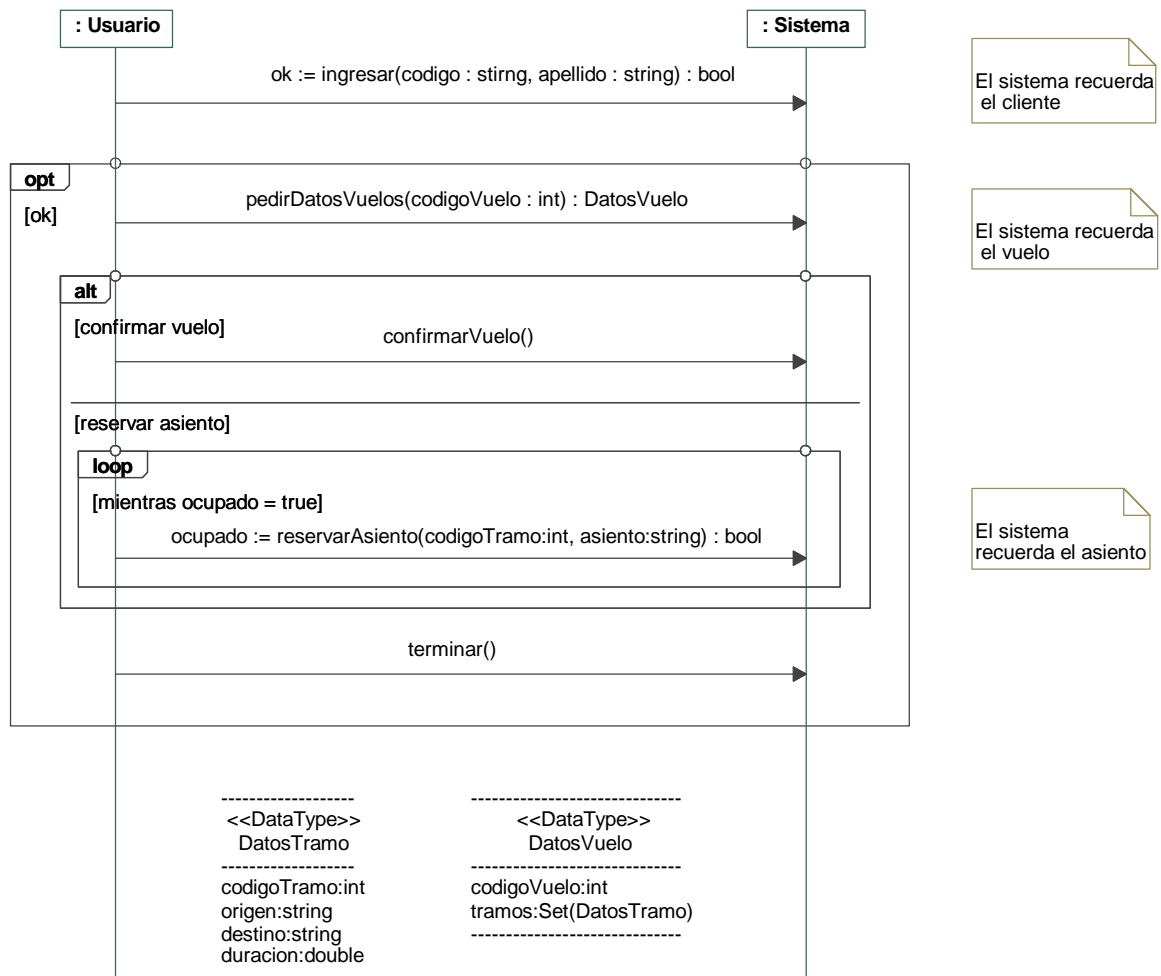 : Usuario
: Sistema
ok := ingresar(codigo : stirng, apellido : string) : bool
El sistema recuerda
el cliente
opt
[ok]
pedirDatosVuelos(codigoVuelo : int) : DatosVuelo
El sistema recuerda
el vuelo
alt
[confirmar vuelo]
confirmarVuelo()
[reservar asiento]
loop
[mientras ocupado = true]
ocupado := reservarAsiento(codigoTramo:int, asiento:string) : bool
El sistema
recuerda el asiento
terminar()
-------------------
<<DataType>>
DatosTramo
-------------------
codigoTramo:int
origen:string
destino:string
duracion:double
------------------------------
<<DataType>>
DatosVuelo
------------------------------
codigoVuelo:int
tramos:Set(DatosTramo)
------------------------------